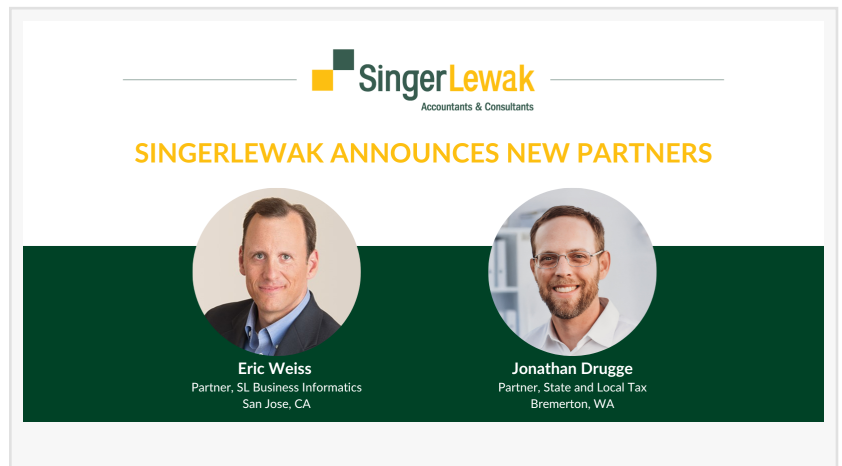 SingerLewak
Accountants & Consultants
SINGERLEWAK ANNOUNCES NEW PARTNERS
Eric Weiss
Partner, SL Business Informatics
San Jose, CA
Jonathan Drugge
Partner, State and Local Tax
Bremerton, WA